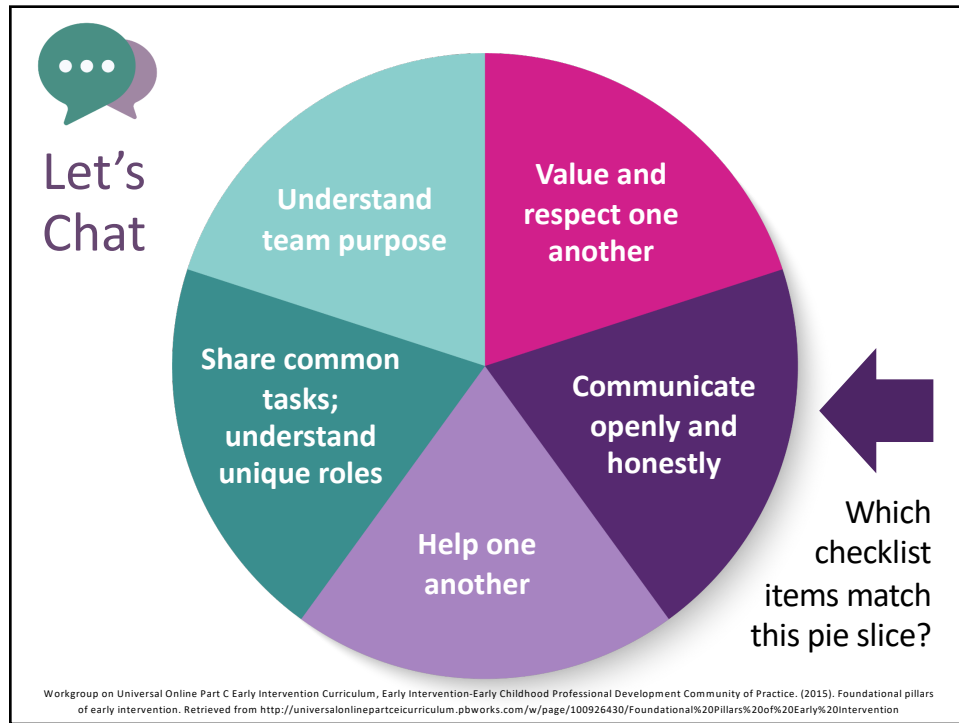 Let’s
Chat
Understand
team purpose
Value and
respect one
another
Share common
tasks;
understand
unique roles
Communicate
openly and
honestly
Help one
another
Which
checklist
items match
this pie slice?
Workgroup on Universal Online Part C Early Intervention Curriculum, Early Intervention-Early Childhood Professional Development Community of Practice. (2015). Foundational pillars
of early intervention. Retrieved from http://universalonlinepartceicurriculum.pbworks.com/w/page/100926430/Foundational%20Pillars%20of%20Early%20Intervention